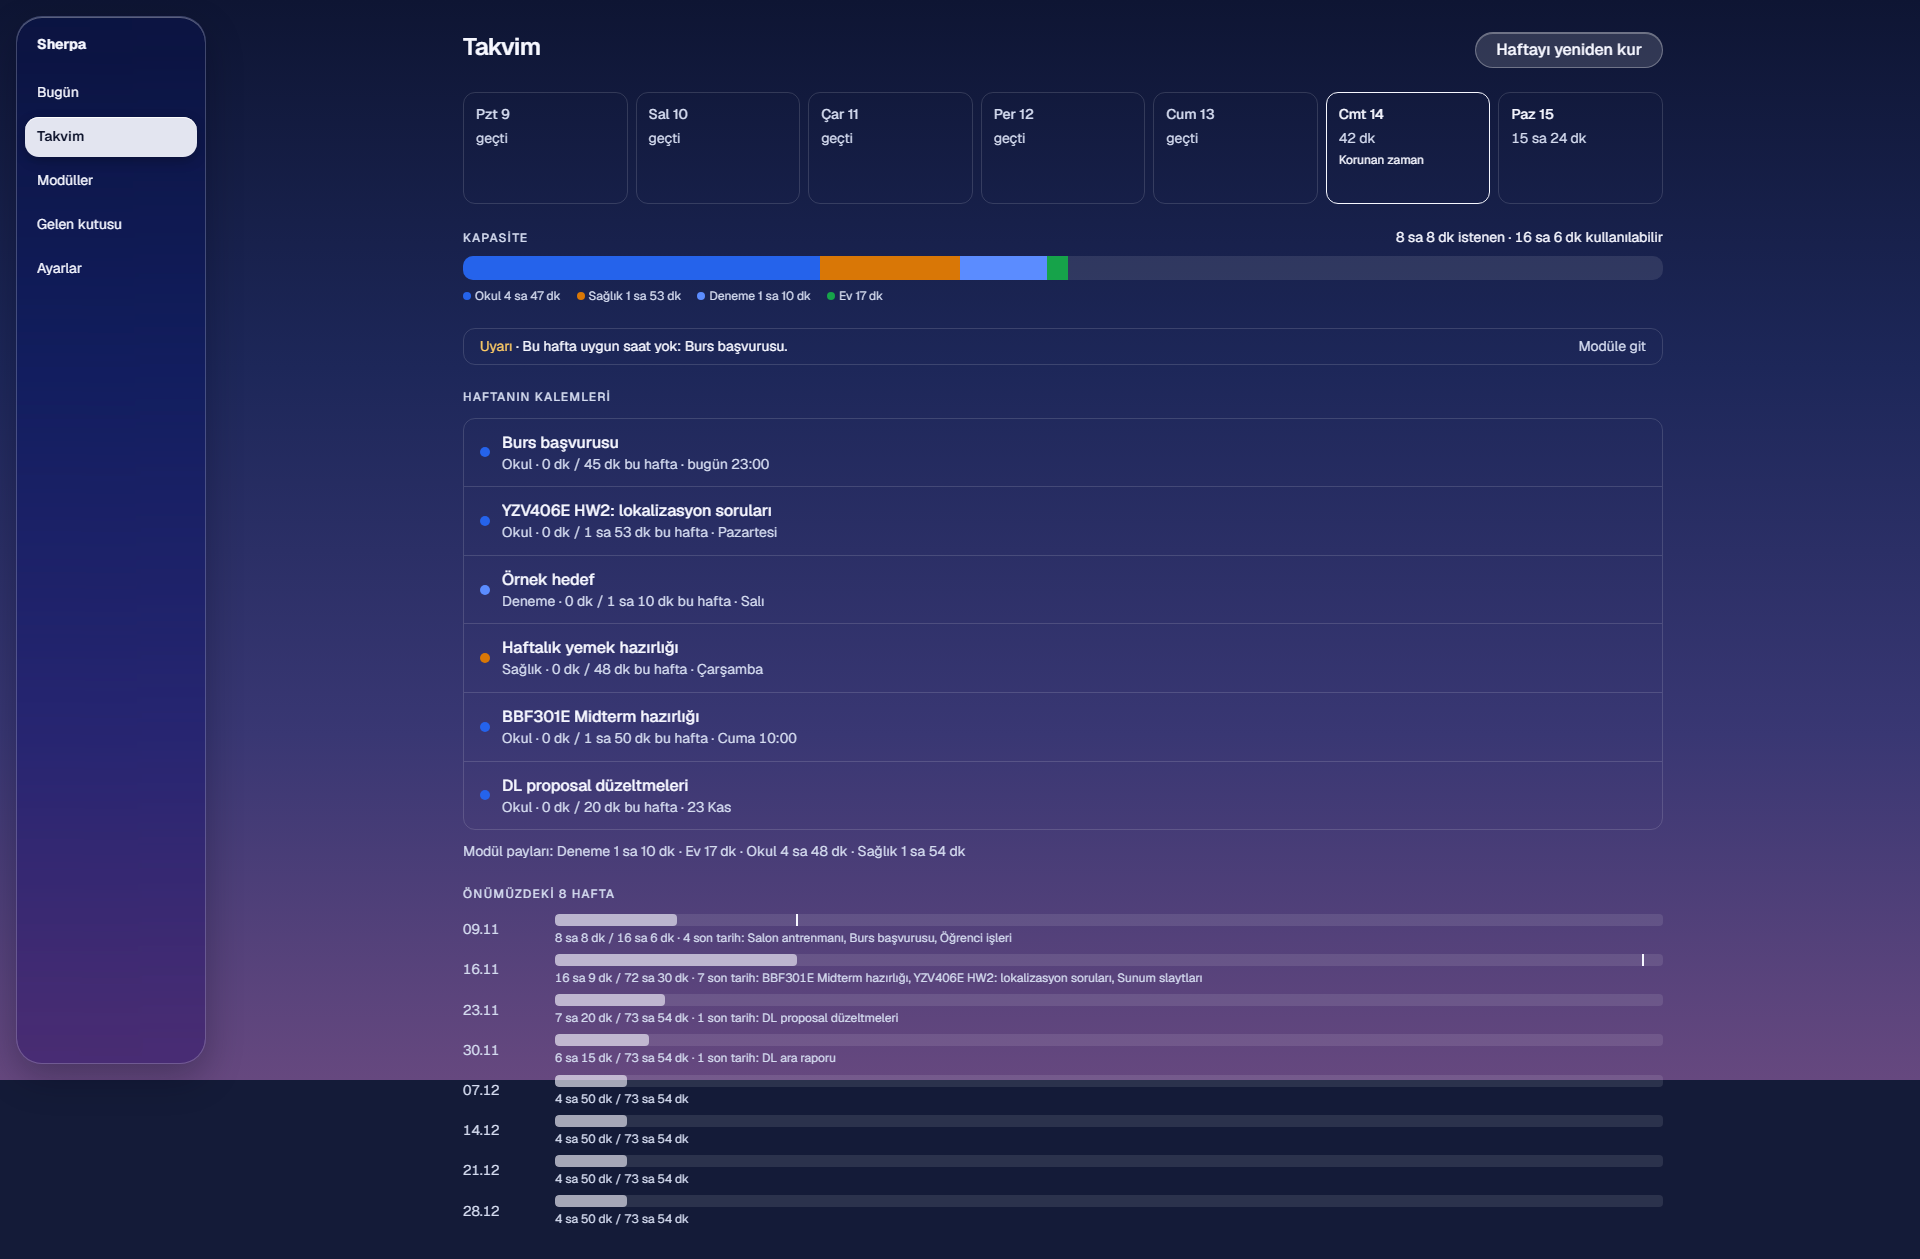 Sherpa
Bugün
Takvim
Modüller
Gelen kutusu
Ayarlar
Takvim
Haftayı yeniden kur
Pzt 9
geçti
Sal 10
geçti
Çar 11
geçti
Per 12
geçti
Cum 13
geçti
Cmt 14
42 dk
Korunan zaman
Paz 15
15 sa 24 dk
KAPASİTE
8 sa 8 dk istenen · 16 sa 6 dk kullanılabilir
Okul 4 sa 47 dk
Sağlık 1 sa 53 dk
Deneme 1 sa 10 dk
Ev 17 dk
Uyarı · Bu hafta uygun saat yok: Burs başvurusu.
Modüle git
HAFTANIN KALEMLERİ
Burs başvurusu
Okul · 0 dk / 45 dk bu hafta · bugün 23:00
YZV406E HW2: lokalizasyon soruları
Okul · 0 dk / 1 sa 53 dk bu hafta · Pazartesi
Örnek hedef
Deneme · 0 dk / 1 sa 10 dk bu hafta · Salı
Haftalık yemek hazırlığı
Sağlık · 0 dk / 48 dk bu hafta · Çarşamba
BBF301E Midterm hazırlığı
Okul · 0 dk / 1 sa 50 dk bu hafta · Cuma 10:00
DL proposal düzeltmeleri
Okul · 0 dk / 20 dk bu hafta · 23 Kas
Modül payları: Deneme 1 sa 10 dk · Ev 17 dk · Okul 4 sa 48 dk · Sağlık 1 sa 54 dk
ÖNÜMÜZDEKİ 8 HAFTA
09.11
8 sa 8 dk / 16 sa 6 dk · 4 son tarih: Salon antrenmanı, Burs başvurusu, Öğrenci işleri
16.11
16 sa 9 dk / 72 sa 30 dk · 7 son tarih: BBF301E Midterm hazırlığı, YZV406E HW2: lokalizasyon soruları, Sunum slaytları
23.11
7 sa 20 dk / 73 sa 54 dk · 1 son tarih: DL proposal düzeltmeleri
30.11
6 sa 15 dk / 73 sa 54 dk · 1 son tarih: DL ara raporu
07.12
4 sa 50 dk / 73 sa 54 dk
14.12
4 sa 50 dk / 73 sa 54 dk
21.12
4 sa 50 dk / 73 sa 54 dk
28.12
4 sa 50 dk / 73 sa 54 dk